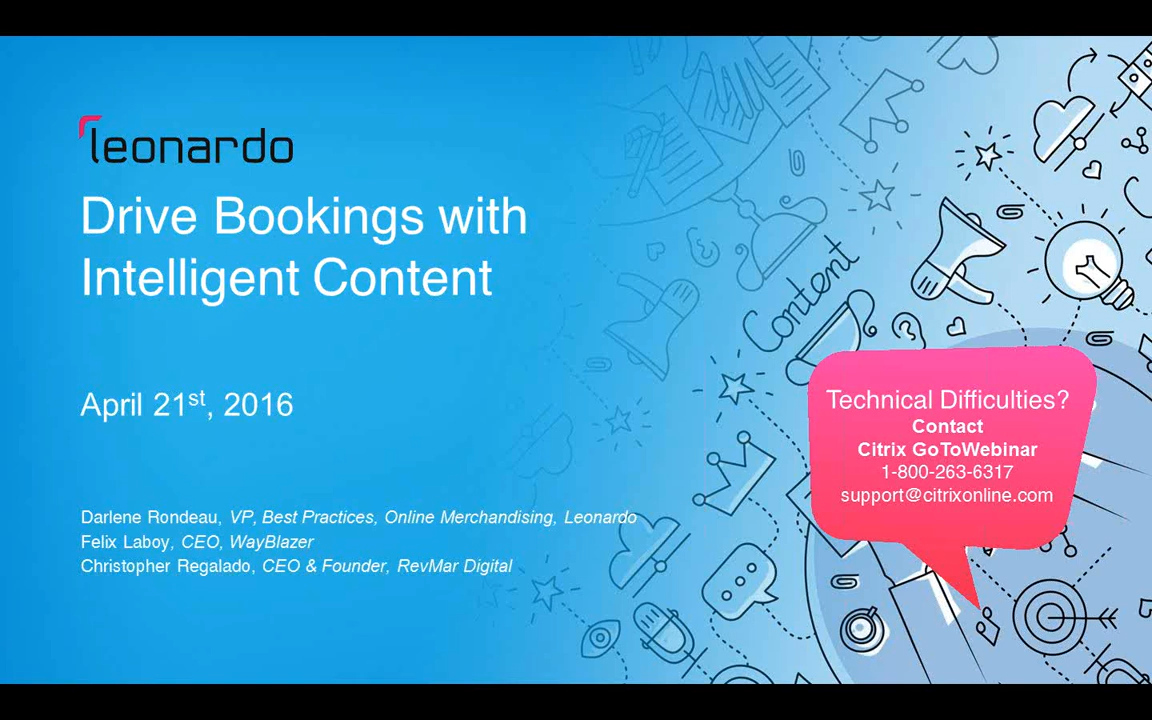 leonardo
Drive Bookings with
Intelligent Content
April 21st, 2016
Darlene Rondeau, VP, Best Practices, Online Merchandising, Leonardo
Felix Laboy, CEO, WayBlazer
Christopher Regalado, CEO & Founder, RevMar Digital
Content
Technical Difficulties?
Contact
Citrix GoToWebinar
1-800-263-6317
support@citrixonline.com